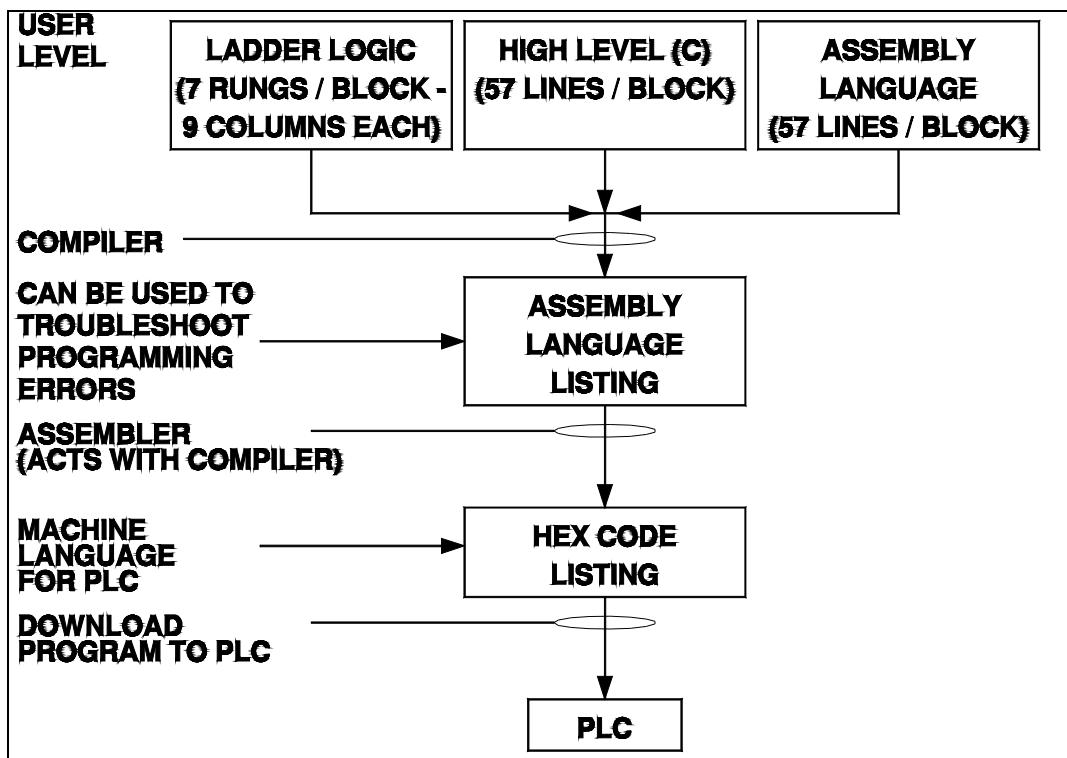 USER
LEVEL
LADDER LOGIC
(7 RUNGS / BLOCK -
9 COLUMNS EACH)
HIGH LEVEL (C)
(57 LINES / BLOCK)
ASSEMBLY
LANGUAGE
(57 LINES / BLOCK)
COMPILER
CAN BE USED TO
TROUBLESHOOT
PROGRAMMING
ERRORS
ASSEMBLY
LANGUAGE
LISTING
ASSEMBLER
(ACTS WITH COMPILER)
MACHINE
LANGUAGE
FOR PLC
HEX CODE
LISTING
DOWNLOAD
PROGRAM TO PLC
PLC